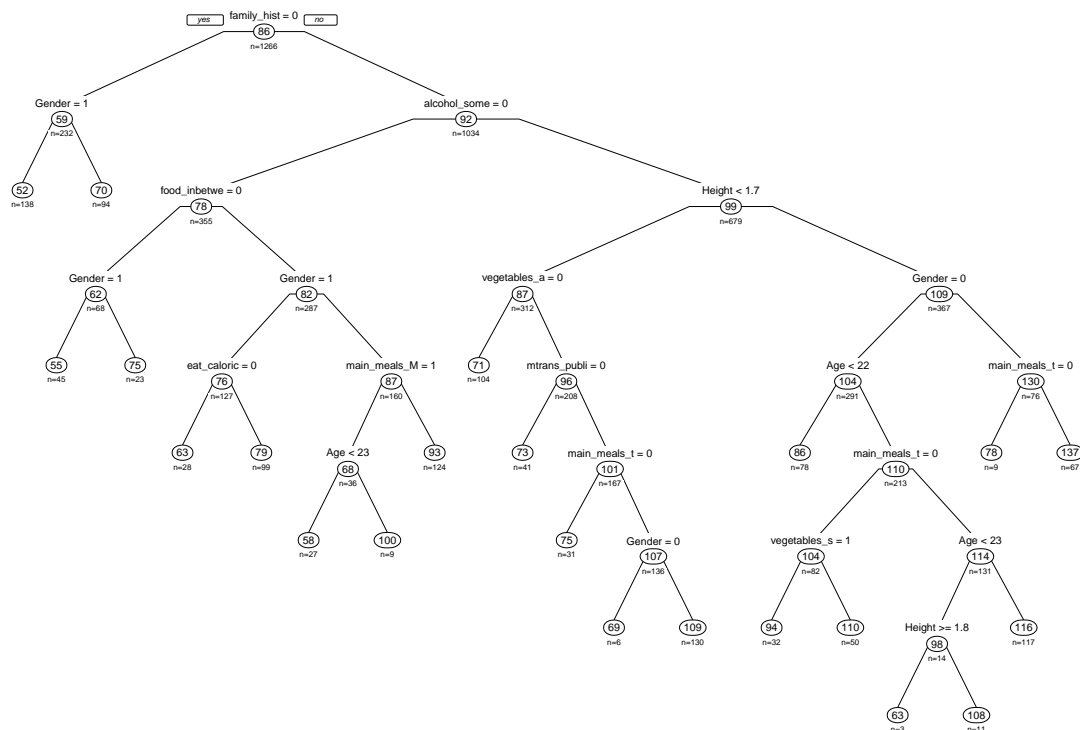 family_hist = 0
yes no
86
n=1266
Gender = 1 alcohol_some = 0
59 92
n=232 n=1034
52 70 food_inbetwe = 0 Height < 1.7
n=138 n=94 78 99
n=355 n=679
Gender = 1 Gender = 1 vegetables_a = 0 Gender = 0
62 82 87 109
n=68 n=287 n=312 n=367
55 75 eat_caloric = 0 main_meals_M = 1 71 mtrans_publi = 0 Age < 22 main_meals_t = 0
n=45 n=23 76 87 n=104 96 104 130
n=127 n=160 n=208 n=291 n=76
63 79 Age < 23 93 73 main_meals_t = 0 86 main_meals_t = 0 78 137
n=28 n=99 68 n=124 n=41 101 n=78 110 n=9 n=67
n=36 n=167 n=213
58 100 75 Gender = 0 vegetables_s = 1 Age < 23
n=27 n=9 n=31 107 104 114
n=136 n=82 n=131
69 109 94 110 Height >= 1.8 116
n=6 n=130 n=32 n=50 98 n=117
n=14
63 108
n=3 n=11